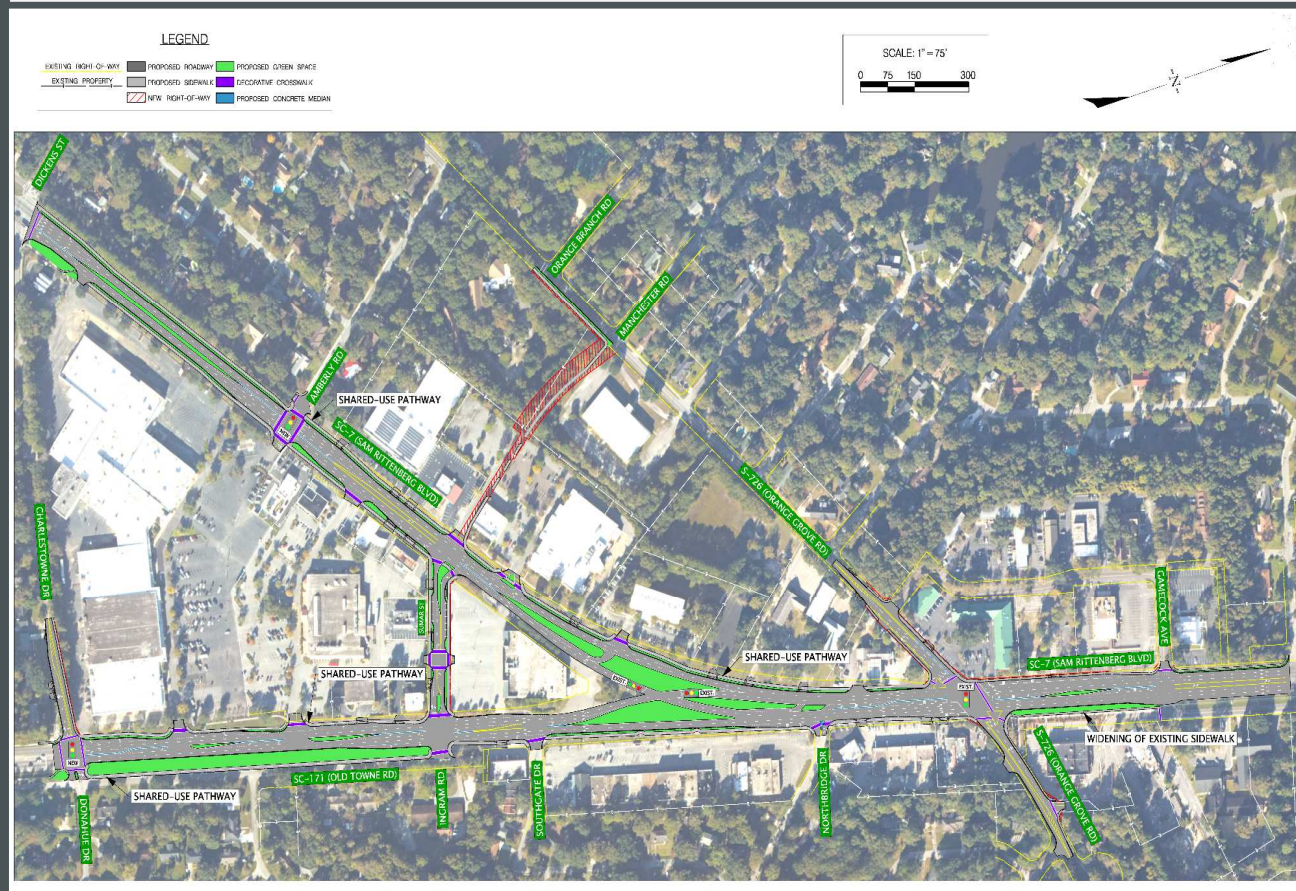 LEGEND
EXISTING RIGHT-OF-WAY
PROPOSED ROADWAY
PROPOSED GREEN SPACE
EXISTING PROPERTY
PROPOSED SIDEWALK
DECORATIVE CROSSWALK
NEW RIGHT-OF-WAY
PROPOSED CONCRETE MEDIAN
SCALE: 1" = 75'
0 75 150 300
N
DICKENS ST
ORANGE BRANCH RD
MANCHESTER RD
AMBERLY RD
SHARED-USE PATHWAY
NEW
SC-7 (SAM RITTENBERG BLVD)
S-726 (ORANGE GROVE RD)
CHARLESTOWNE DR
GAMECOCK AVE
SUMAR ST
SHARED-USE PATHWAY
SHARED-USE PATHWAY
SC-7 (SAM RITTENBERG BLVD)
EXIST.
EXIST.
EXIST.
NEW
WIDENING OF EXISTING SIDEWALK
S-726 (ORANGE GROVE RD)
SC-171 (OLD TOWNE RD)
SHARED-USE PATHWAY
DONAHUE DR
INGRAM RD
SOUTHGATE DR
NORTHBRIDGE DR